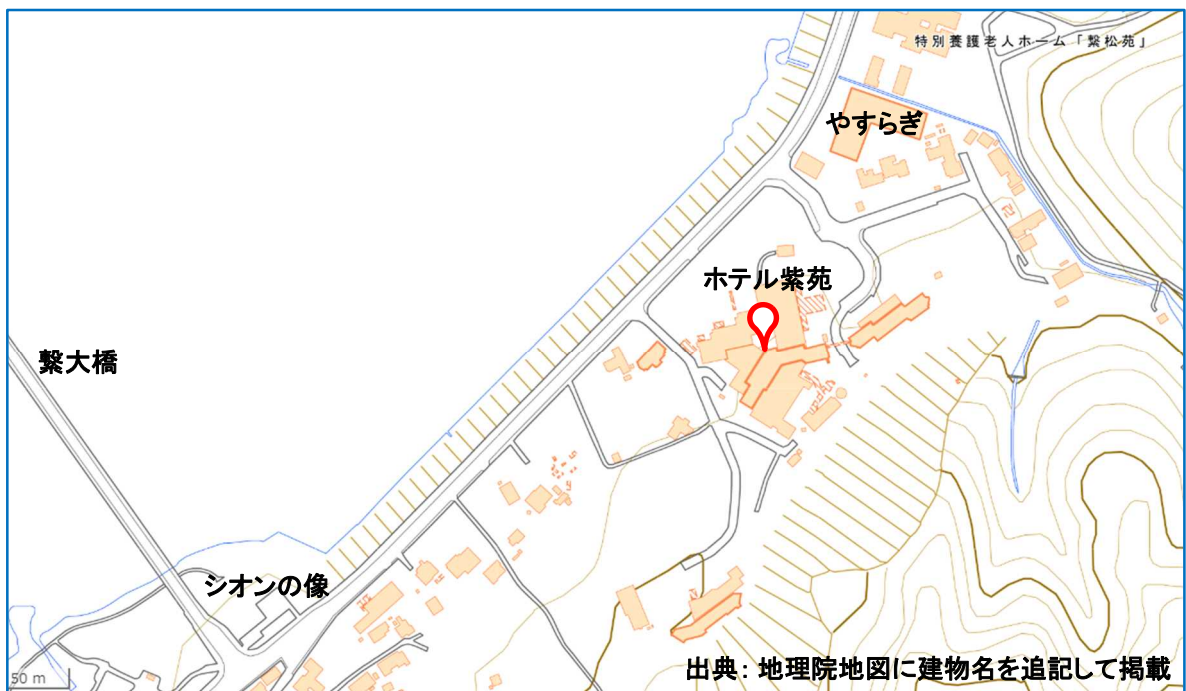 特別養護老人ホーム「繋松苑」
やすらぎ
ホテル紫苑
繋大橋
シオンの像
50 m
出典：地理院地図に建物名を追記して掲載